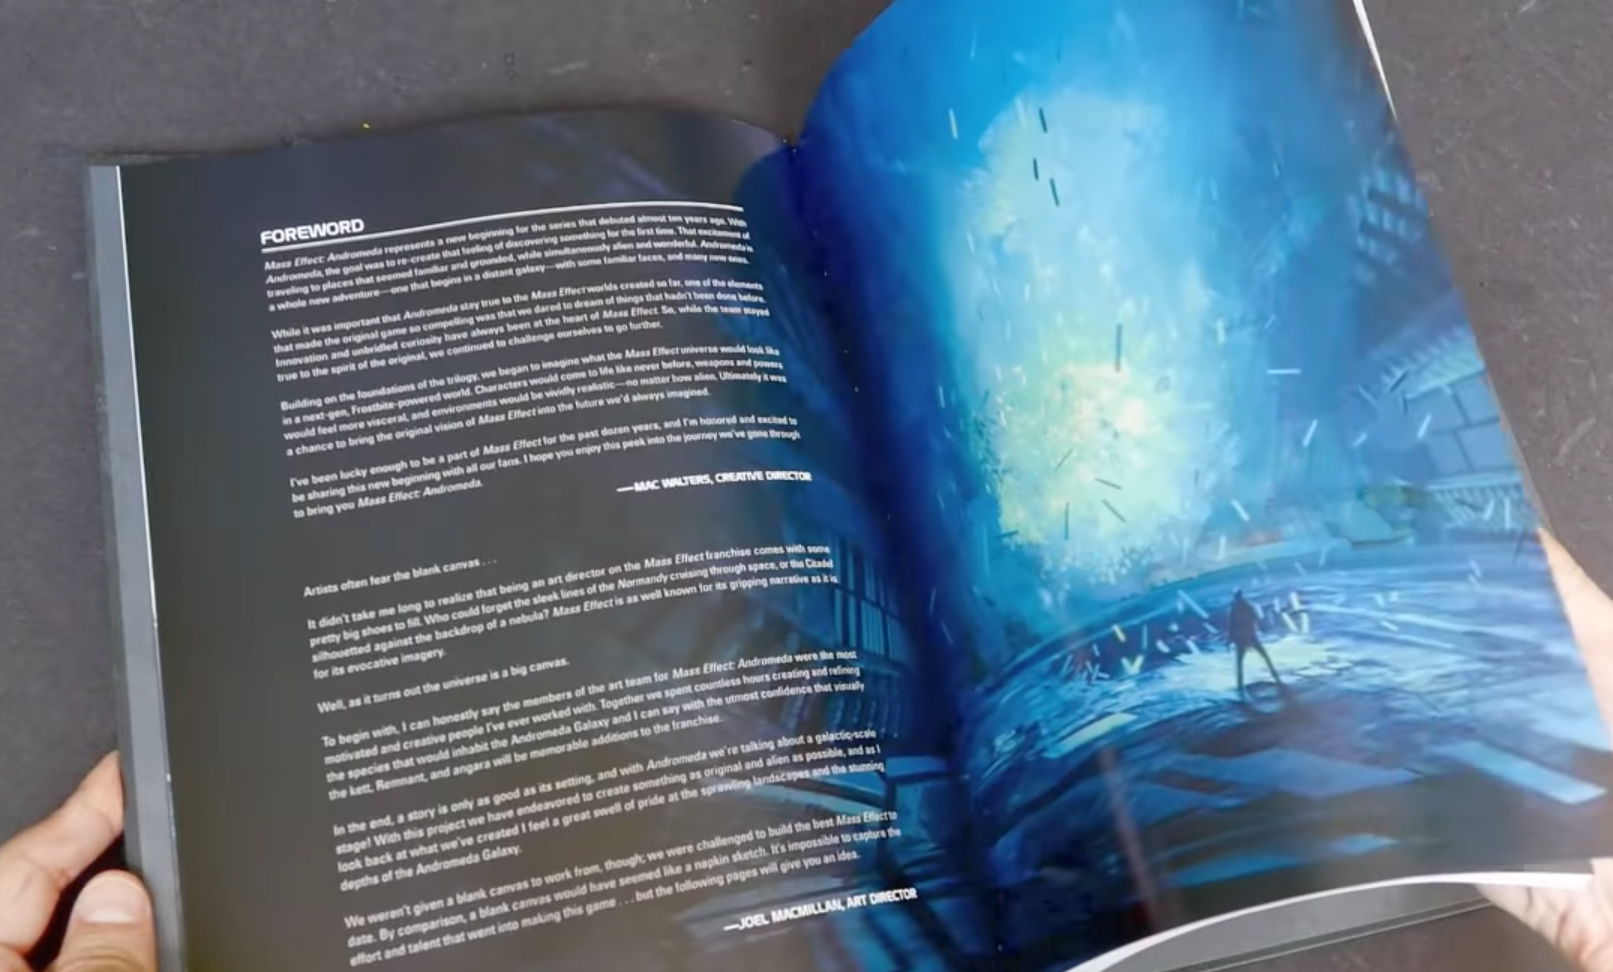 FOREWORD
Mass Effect: Andromeda represents a new beginning for the series that debuted almost ten years ago. With
Andromeda, the goal was to re-create that feeling of discovering something for the first time. That excitement of
traveling to places that seemed familiar and grounded, while simultaneously alien and wonderful. Andromeda is
a whole new adventure—one that begins in a distant galaxy—with some familiar faces, and many new ones.
While it was important that Andromeda stay true to the Mass Effect worlds created so far, one of the elements
that made the original game so compelling was that we dared to dream of things that hadn't been done before.
Innovation and unbridled curiosity have always been at the heart of Mass Effect. So, while the team stayed
true to the spirit of the original, we continued to challenge ourselves to go further.
Building on the foundations of the trilogy, we began to imagine what the Mass Effect universe would look like
in a next-gen, Frostbite-powered world. Characters would come to life like never before, weapons and powers
would feel more visceral, and environments would be vividly realistic—no matter how alien. Ultimately it was
a chance to bring the original vision of Mass Effect into the future we'd always imagined.
I've been lucky enough to be a part of Mass Effect for the past dozen years, and I'm honored and excited to
be sharing this new beginning with all our fans. I hope you enjoy this peek into the journey we've gone through
to bring you Mass Effect: Andromeda.
—MAC WALTERS, CREATIVE DIRECTOR
Artists often fear the blank canvas . . .
It didn't take me long to realize that being an art director on the Mass Effect franchise comes with some
pretty big shoes to fill. Who could forget the sleek lines of the Normandy cruising through space, or the Citadel
silhouetted against the backdrop of a nebula? Mass Effect is as well known for its gripping narrative as it is
for its evocative imagery.
Well, as it turns out the universe is a big canvas.
To begin with, I can honestly say the members of the art team for Mass Effect: Andromeda were the most
motivated and creative people I've ever worked with. Together we spent countless hours creating and refining
the species that would inhabit the Andromeda Galaxy and I can say with the utmost confidence that visually
the kett, Remnant, and angara will be memorable additions to the franchise.
In the end, a story is only as good as its setting, and with Andromeda we're talking about a galactic-scale
stage! With this project we have endeavored to create something as original and alien as possible, and as I
look back at what we've created I feel a great swell of pride at the sprawling landscapes and the stunning
depths of the Andromeda Galaxy.
We weren't given a blank canvas to work from, though; we were challenged to build the best Mass Effect to
date. By comparison, a blank canvas would have seemed like a napkin sketch. It's impossible to capture the
effort and talent that went into making this game . . . but the following pages will give you an idea.
—JOEL MACMILLAN, ART DIRECTOR